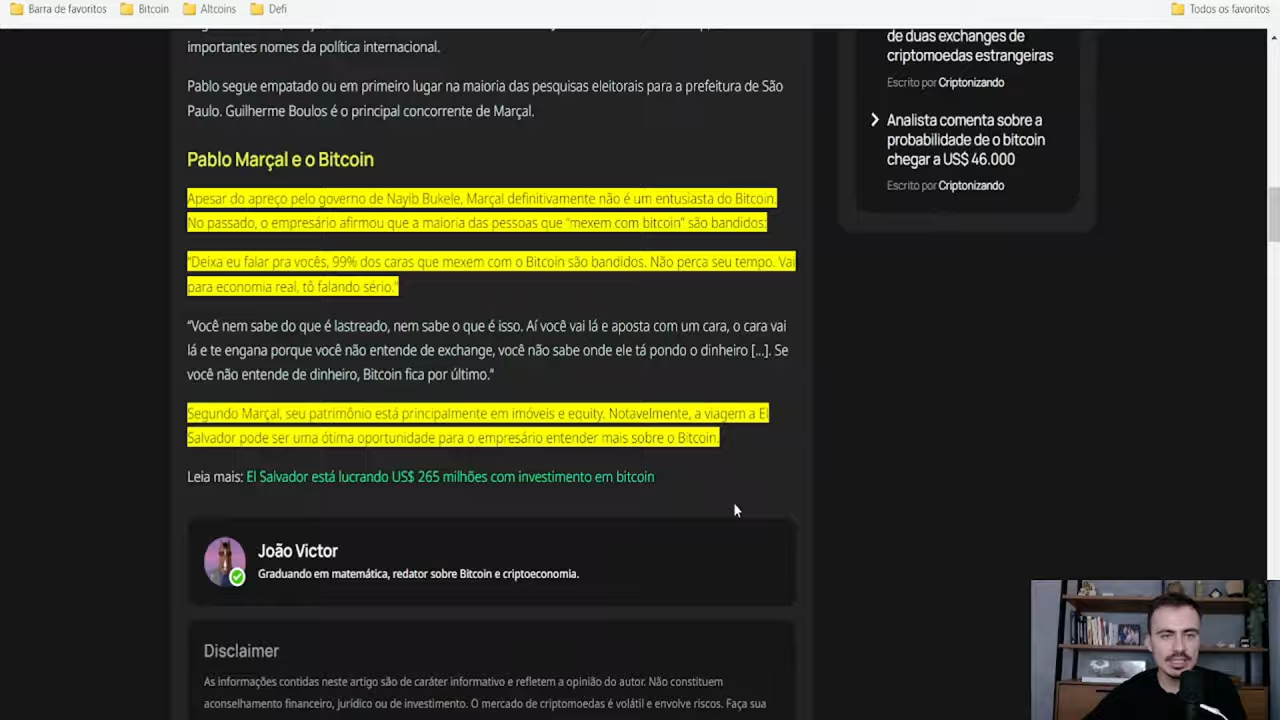 Barra de favoritos
Bitcoin
Altcoins
Defi
Todos os favoritos
importantes nomes da política internacional.
Pablo segue empatado ou em primeiro lugar na maioria das pesquisas eleitorais para a prefeitura de São
Paulo. Guilherme Boulos é o principal concorrente de Marçal.
Pablo Marçal e o Bitcoin
Apesar do apreço pelo governo de Nayib Bukele, Marçal definitivamente não é um entusiasta do Bitcoin.
No passado, o empresário afirmou que a maioria das pessoas que “mexem com bitcoin” são bandidos:
“Deixa eu falar pra vocês, 99% dos caras que mexem com o Bitcoin são bandidos. Não perca seu tempo. Vai
para economia real, tô falando sério.”
“Você nem sabe do que é lastreado, nem sabe o que é isso. Aí você vai lá e aposta com um cara, o cara vai
lá e te engana porque você não entende de exchange, você não sabe onde ele tá pondo o dinheiro [...]. Se
você não entende de dinheiro, Bitcoin fica por último.”
Segundo Marçal, seu patrimônio está principalmente em imóveis e equity. Notavelmente, a viagem a El
Salvador pode ser uma ótima oportunidade para o empresário entender mais sobre o Bitcoin.
Leia mais: El Salvador está lucrando US$ 265 milhões com investimento em bitcoin
João Victor
Graduando em matemática, redator sobre Bitcoin e criptoeconomia.
Disclaimer
As informações contidas neste artigo são de caráter informativo e refletem a opinião do autor. Não constituem
aconselhamento financeiro, jurídico ou de investimento. O mercado de criptomoedas é volátil e envolve riscos. Faça sua
de duas exchanges de
criptomoedas estrangeiras
Escrito por Criptonizando
Analista comenta sobre a
probabilidade de o bitcoin
chegar a US$ 46.000
Escrito por Criptonizando